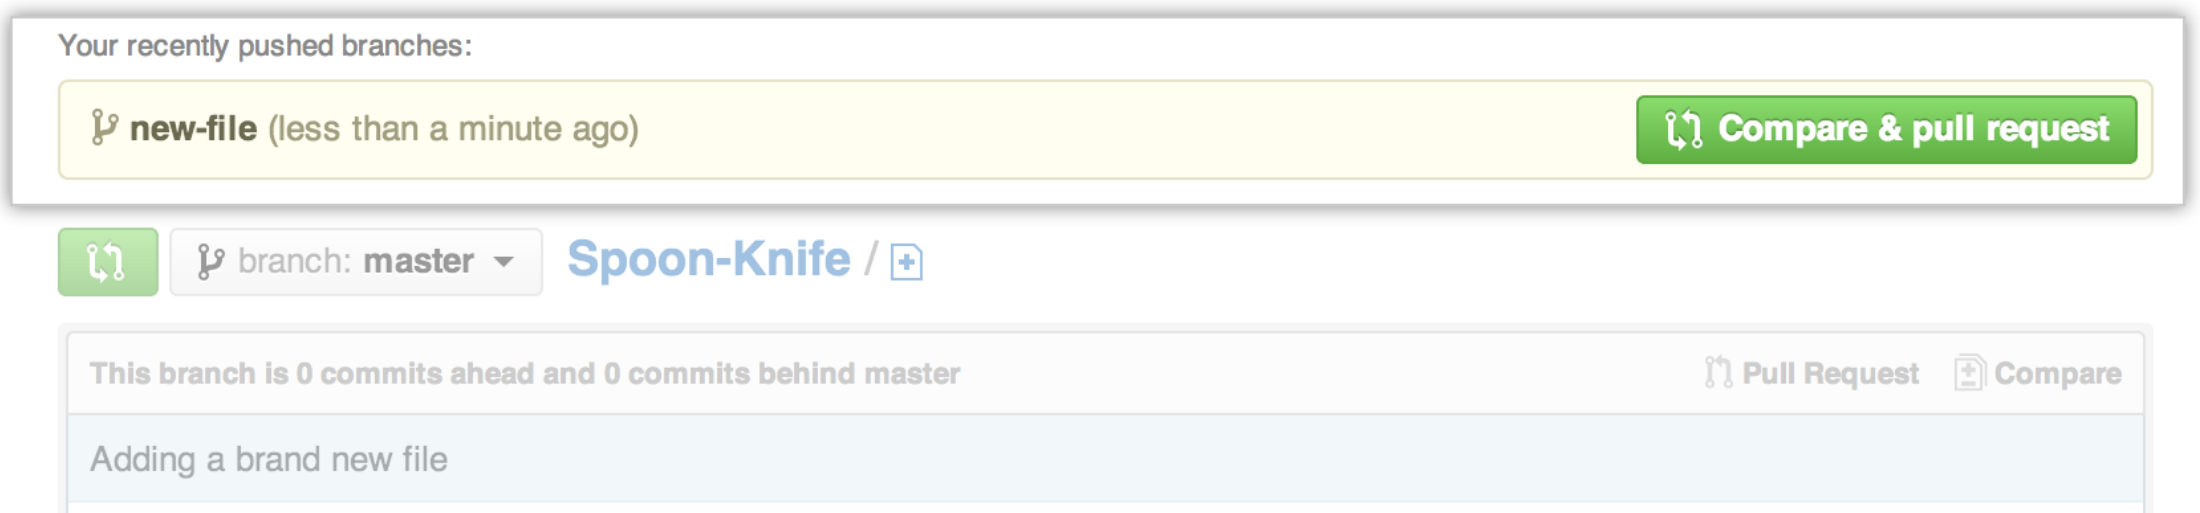 Your recently pushed branches:
new-file (less than a minute ago) Compare & pull request
branch: master Spoon-Knife /
This branch is 0 commits ahead and 0 commits behind master Pull Request Compare
Adding a brand new file